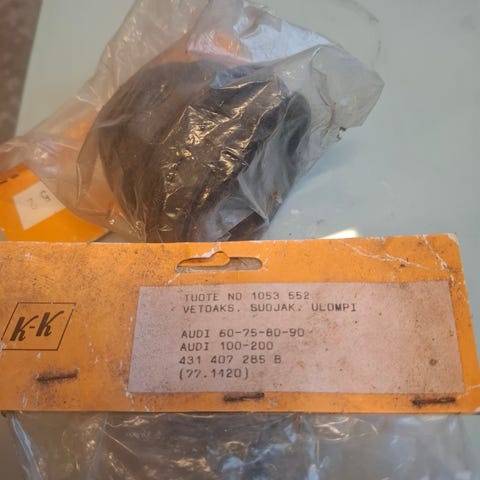 K-K
TUOTE NO 1053 552
VETOAKS. SUOJAK. ULOMPI
AUDI 60-75-80-90
AUDI 100-200
431 407 285 B
(77.1420)